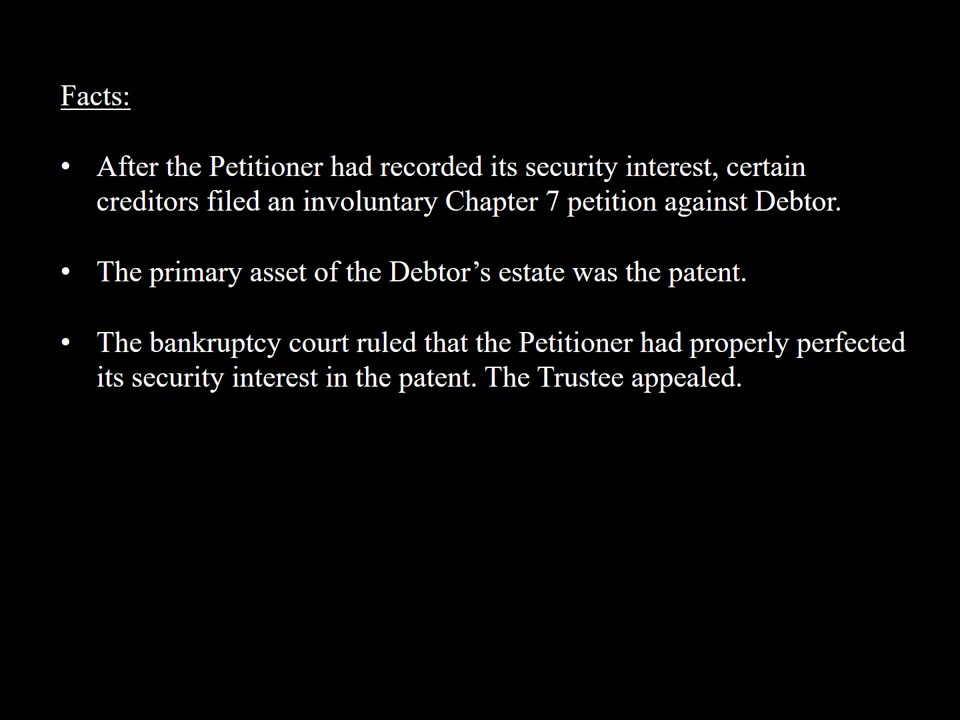 Facts:
• After the Petitioner had recorded its security interest, certain
creditors filed an involuntary Chapter 7 petition against Debtor.
• The primary asset of the Debtor’s estate was the patent.
• The bankruptcy court ruled that the Petitioner had properly perfected
its security interest in the patent. The Trustee appealed.